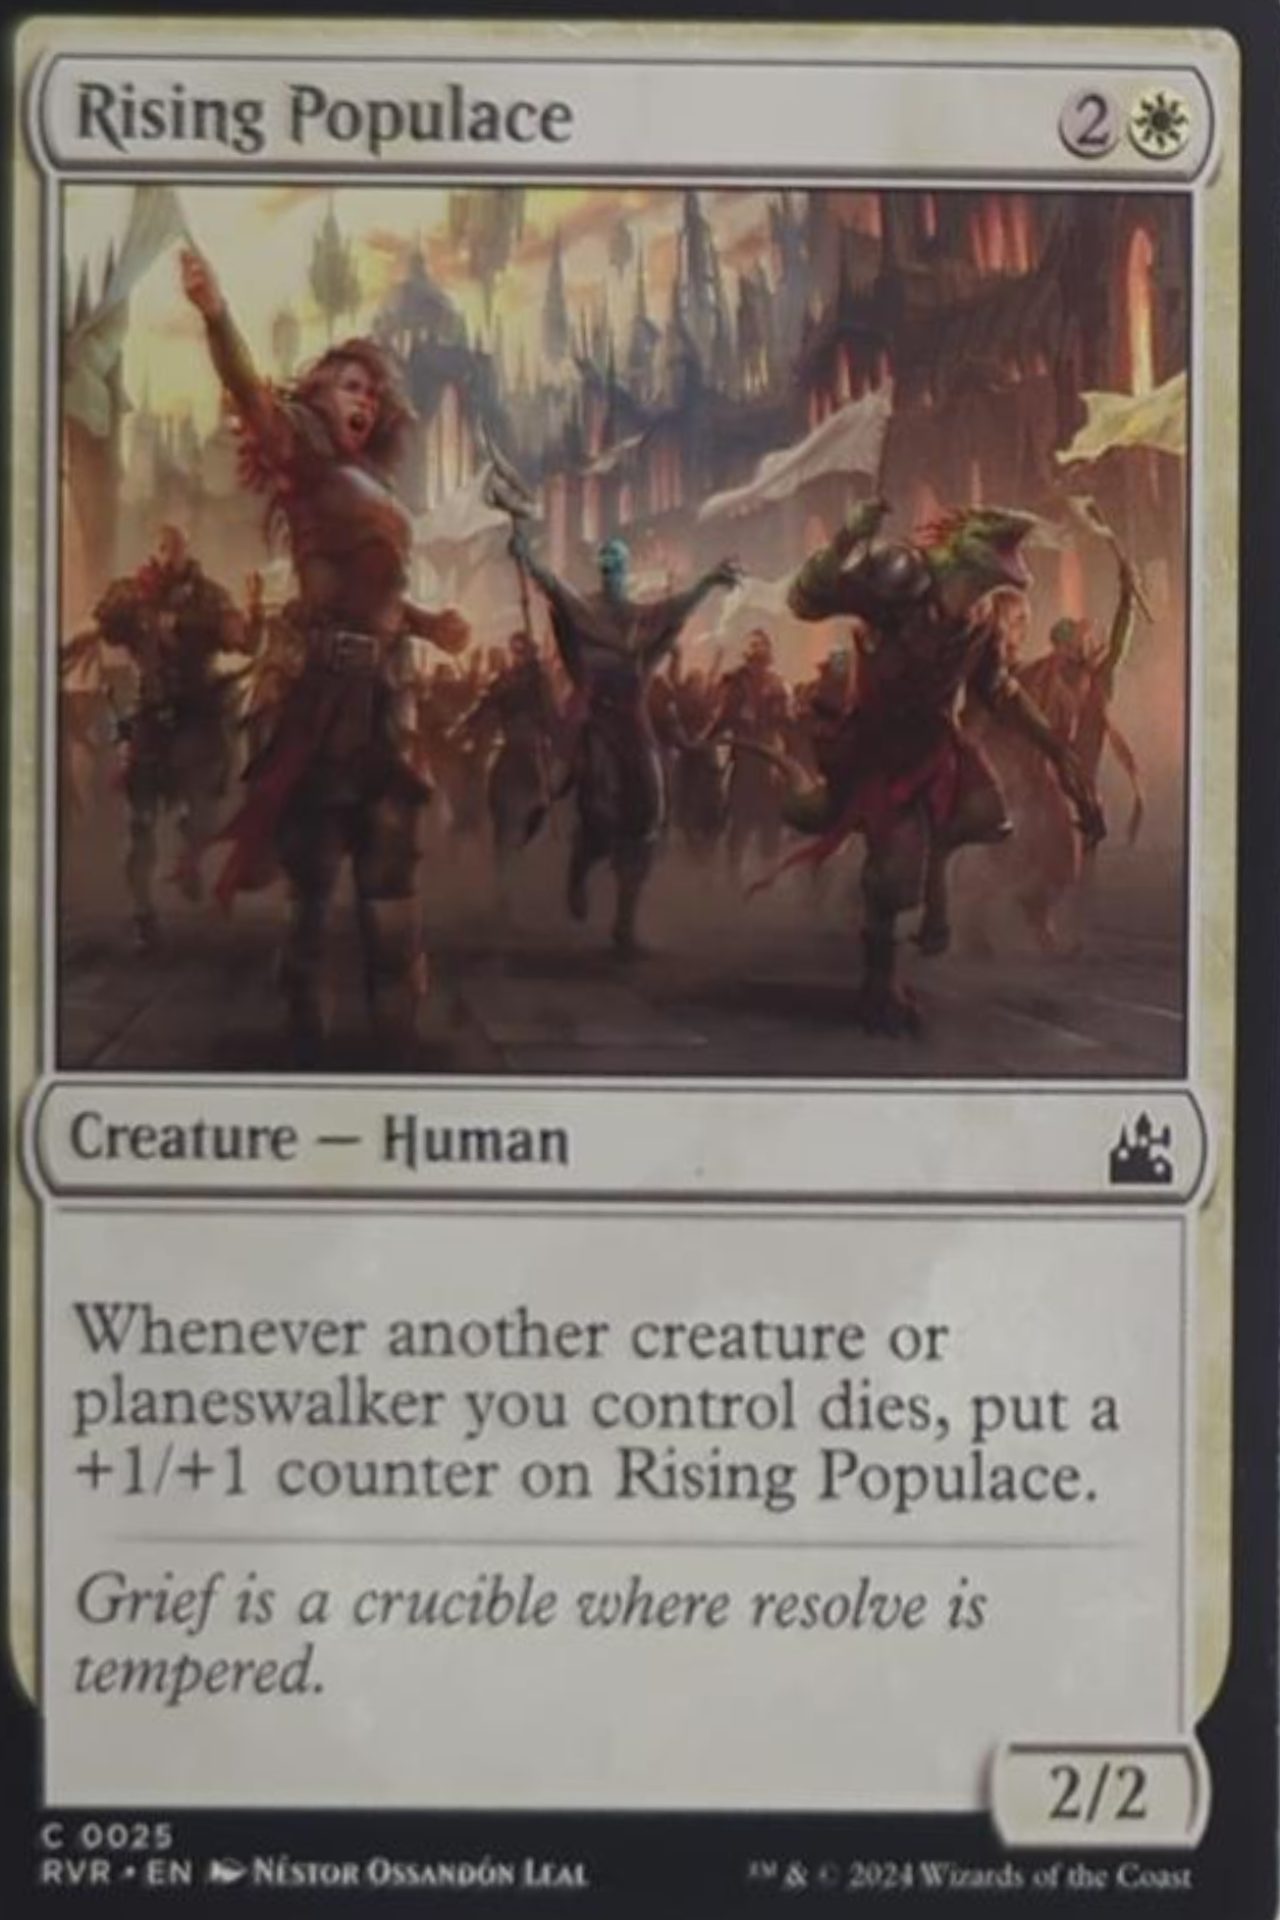 Rising Populace 2
Creature — Human
Whenever another creature or
planeswalker you control dies, put a
+1/+1 counter on Rising Populace.
Grief is a crucible where resolve is
tempered.
2/2
C 0025
RVR • EN NÉSTOR OSSANDÓN LEAL ™ & © 2024 Wizards of the Coast